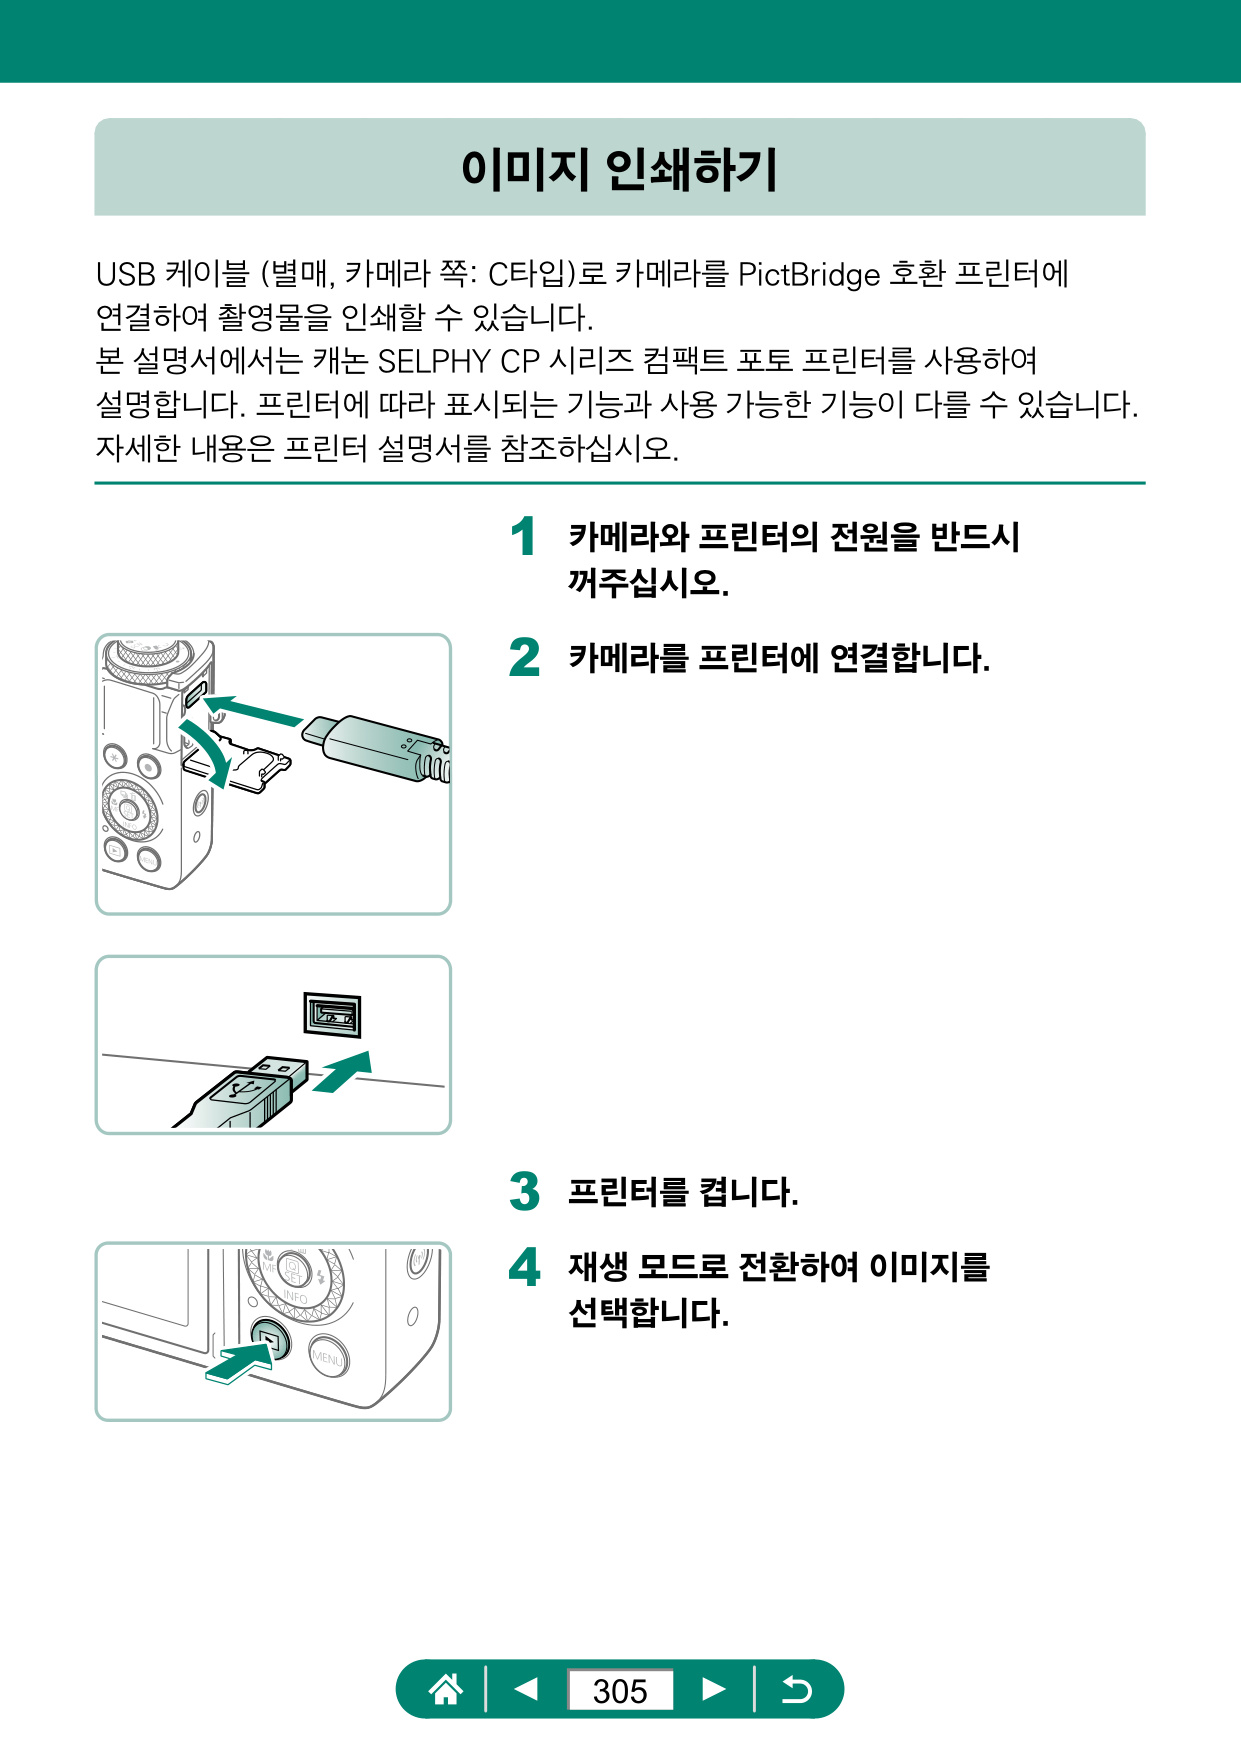 이미지 인쇄하기
USB 케이블 (별매, 카메라 쪽: C타입)로 카메라를 PictBridge 호환 프린터에
연결하여 촬영물을 인쇄할 수 있습니다.
본 설명서에서는 캐논 SELPHY CP 시리즈 컴팩트 포토 프린터를 사용하여
설명합니다. 프린터에 따라 표시되는 기능과 사용 가능한 기능이 다를 수 있습니다.
자세한 내용은 프린터 설명서를 참조하십시오.
1 카메라와 프린터의 전원을 반드시
꺼주십시오.
2 카메라를 프린터에 연결합니다.
INFO
MENU
3 프린터를 켭니다.
4 재생 모드로 전환하여 이미지를
선택합니다.
MF
SET
INFO
MENU
305